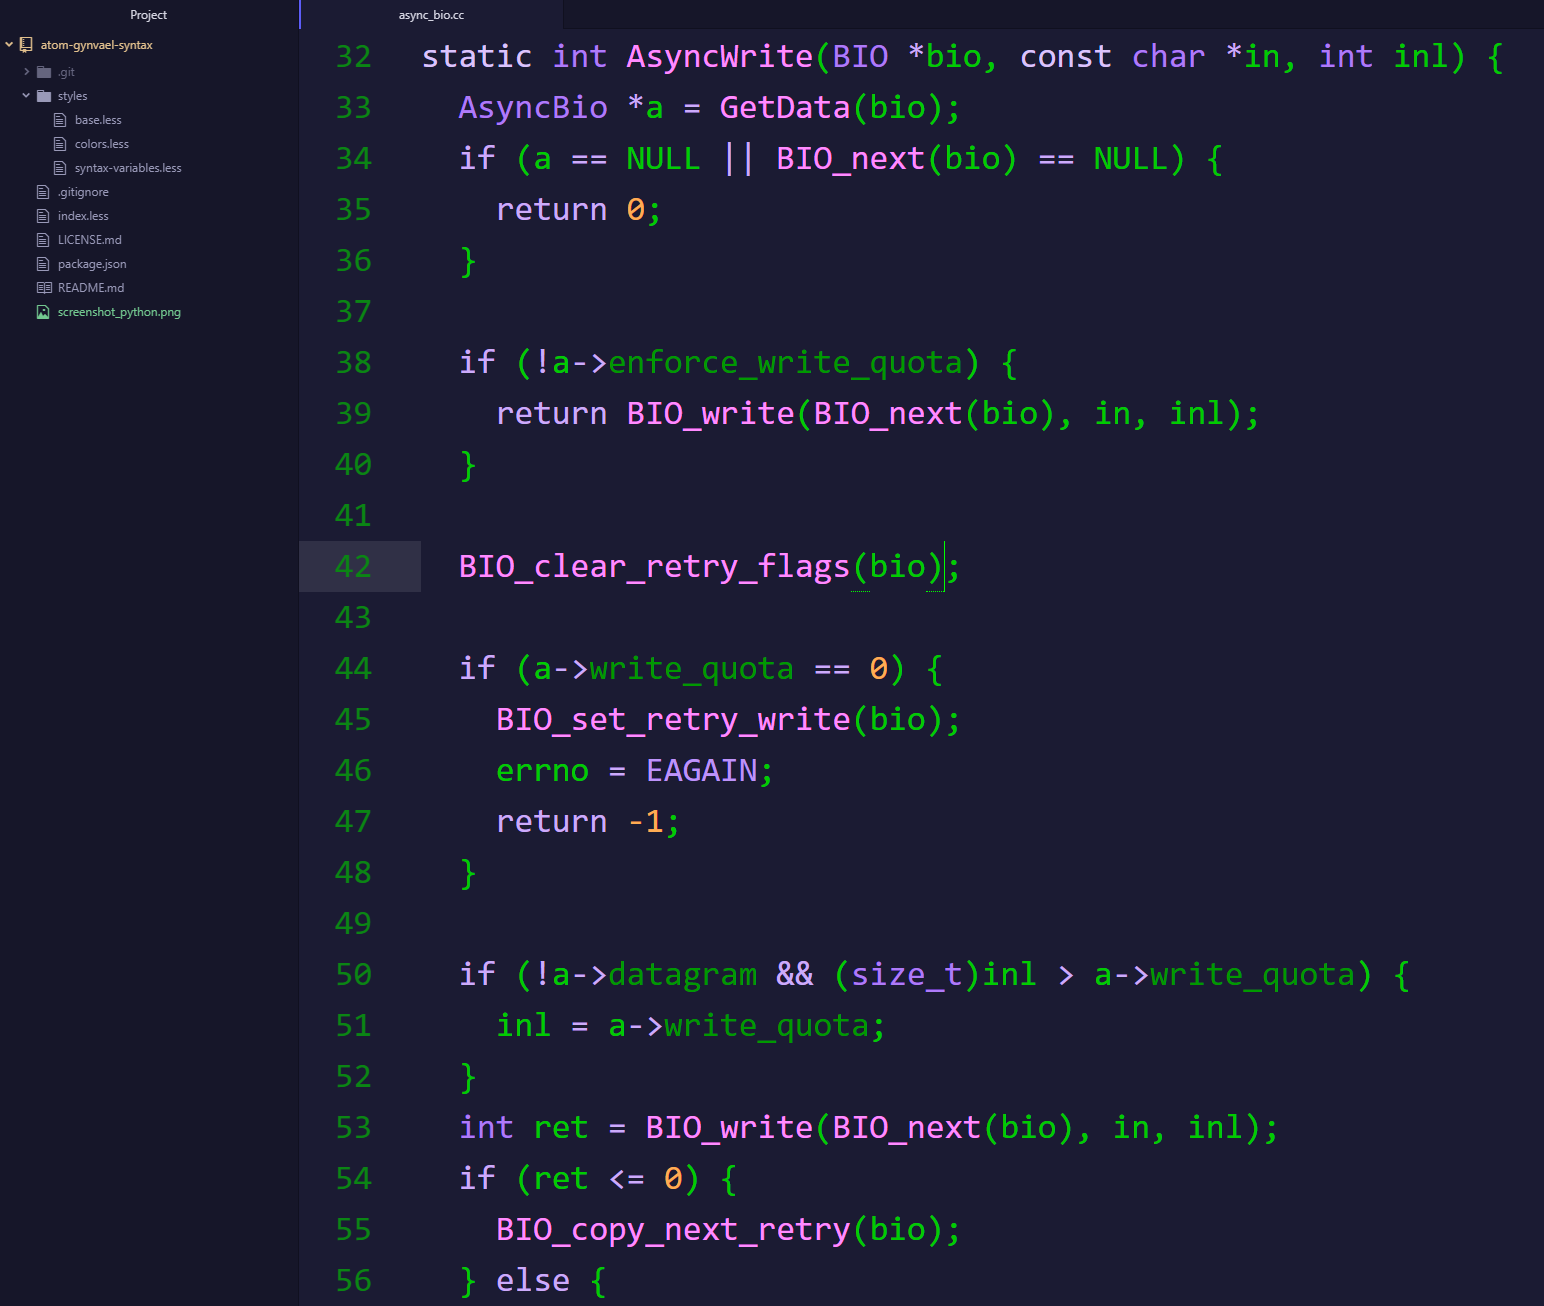 Project
atom-gynvael-syntax
.git
styles
base.less
colors.less
syntax-variables.less
.gitignore
index.less
LICENSE.md
package.json
README.md
screenshot_python.png
async_bio.cc
32 static int AsyncWrite(BIO *bio, const char *in, int inl) {
33   AsyncBio *a = GetData(bio);
34   if (a == NULL || BIO_next(bio) == NULL) {
35     return 0;
36   }
37
38   if (!a->enforce_write_quota) {
39     return BIO_write(BIO_next(bio), in, inl);
40   }
41
42   BIO_clear_retry_flags(bio);
43
44   if (a->write_quota == 0) {
45     BIO_set_retry_write(bio);
46     errno = EAGAIN;
47     return -1;
48   }
49
50   if (!a->datagram && (size_t)inl > a->write_quota) {
51     inl = a->write_quota;
52   }
53   int ret = BIO_write(BIO_next(bio), in, inl);
54   if (ret <= 0) {
55     BIO_copy_next_retry(bio);
56   } else {